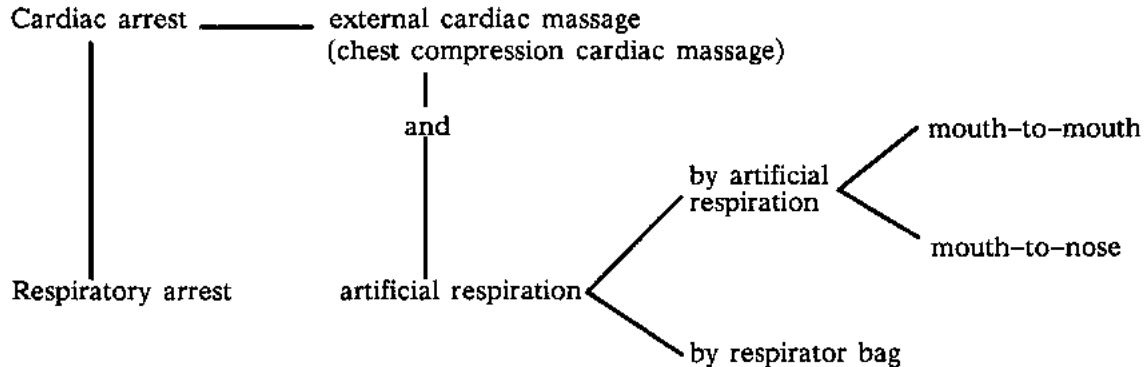 Cardiac arrest
external cardiac massage
(chest compression cardiac massage)
and
mouth-to-mouth
by artificial
respiration
mouth-to-nose
Respiratory arrest
artificial respiration
by respirator bag